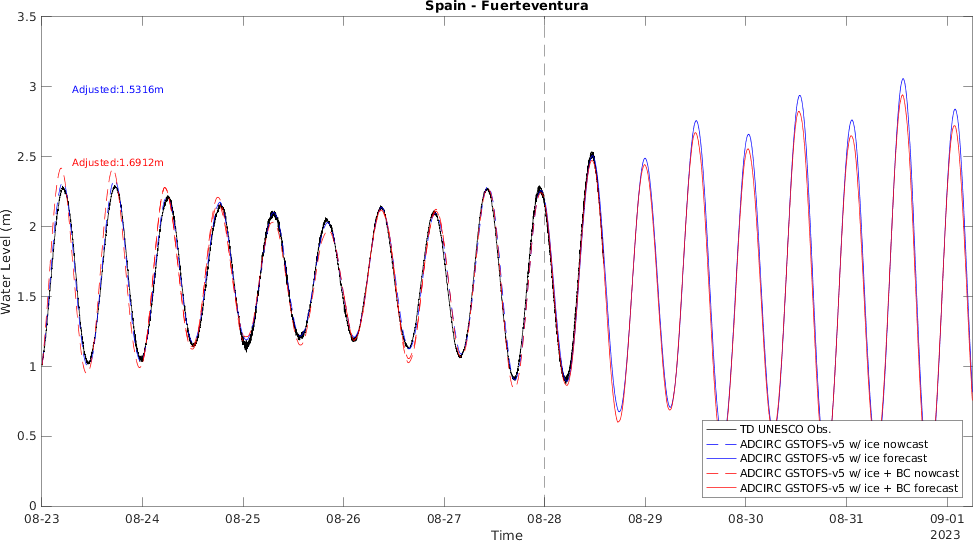 Spain - Fuerteventura
3.5
3
2.5
2
1.5
1
0.5
0
Water Level (m)
Adjusted:1.5316m
Adjusted:1.6912m
TD UNESCO Obs.
ADCIRC GSTOFS-v5 w/ ice nowcast
ADCIRC GSTOFS-v5 w/ ice forecast
ADCIRC GSTOFS-v5 w/ ice + BC nowcast
ADCIRC GSTOFS-v5 w/ ice + BC forecast
08-23 08-24 08-25 08-26 08-27 08-28 08-29 08-30 08-31 09-01
2023
Time